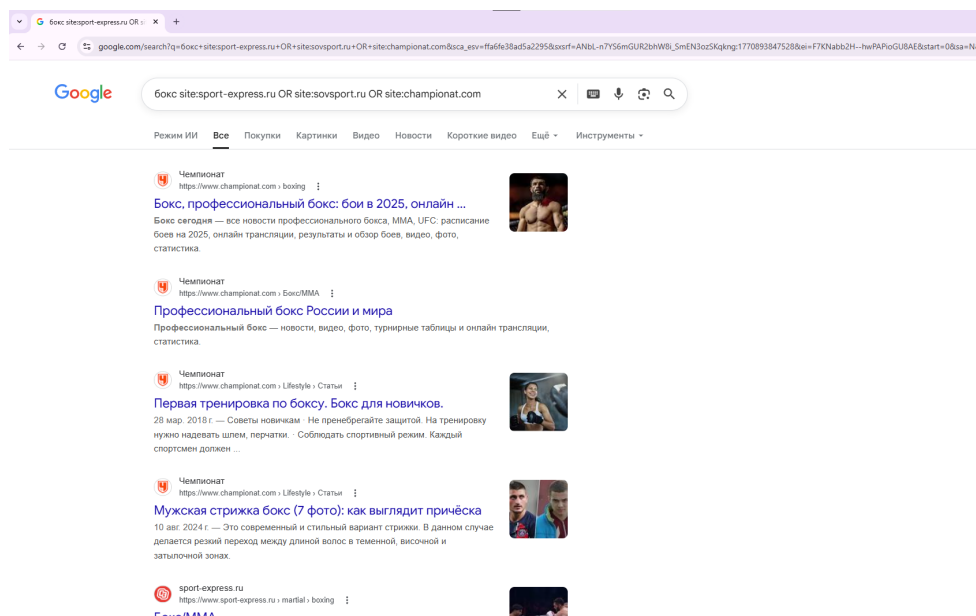 бокс site:sport-express.ru OR si
google.com/search?q=бокс+site:sport-express.ru+OR+site:sovsport.ru+OR+site:championat.com&sca_esv=ffa6fe38ad5a2295&sxsrf=ANbL-n7YS6mGUR2bhW8i_SmEN3ozSKqkng:1770893847528&ei=F7KNabb2H--hwPAPioGU8AE&start=0&sa=N
Google
бокс site:sport-express.ru OR site:sovsport.ru OR site:championat.com
Режим ИИ Все Покупки Картинки Видео Новости Короткие видео Ещё Инструменты
Чемпионат
https://www.championat.com › boxing
Бокс, профессиональный бокс: бои в 2025, онлайн ...
Бокс сегодня — все новости профессионального бокса, ММА, UFC: расписание
боев на 2025, онлайн трансляции, результаты и обзор боев, видео, фото,
статистика.
Чемпионат
https://www.championat.com › Бокс/ММА
Профессиональный бокс России и мира
Профессиональный бокс — новости, видео, фото, турнирные таблицы и онлайн трансляции,
статистика.
Чемпионат
https://www.championat.com › Lifestyle › Статьи
Первая тренировка по боксу. Бокс для новичков.
28 мар. 2018 г. — Советы новичкам · Не пренебрегайте защитой. На тренировку
нужно надевать шлем, перчатки. · Соблюдать спортивный режим. Каждый
спортсмен должен ...
Чемпионат
https://www.championat.com › Lifestyle › Статьи
Мужская стрижка бокс (7 фото): как выглядит причёска
10 авг. 2024 г. — Это современный и стильный вариант стрижки. В данном случае
делается резкий переход между длиной волос в теменной, височной и
затылочной зонах.
sport-express.ru
https://www.sport-express.ru › martial › boxing
Бокс/ММА